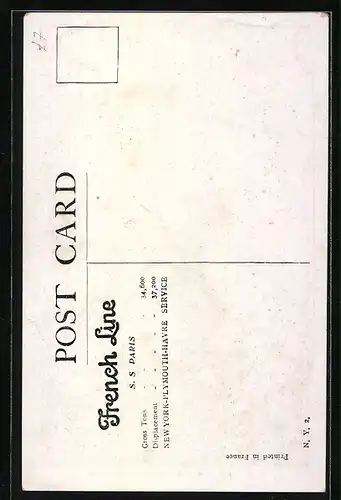 £7
POST CARD
French Line
S. S PARIS
Gross Tons - - - 34,600
Displacement - - - - 37,200
NEW YORK-PLYMOUTH-HAVRE SERVICE
N. Y. 2.
Printed in France